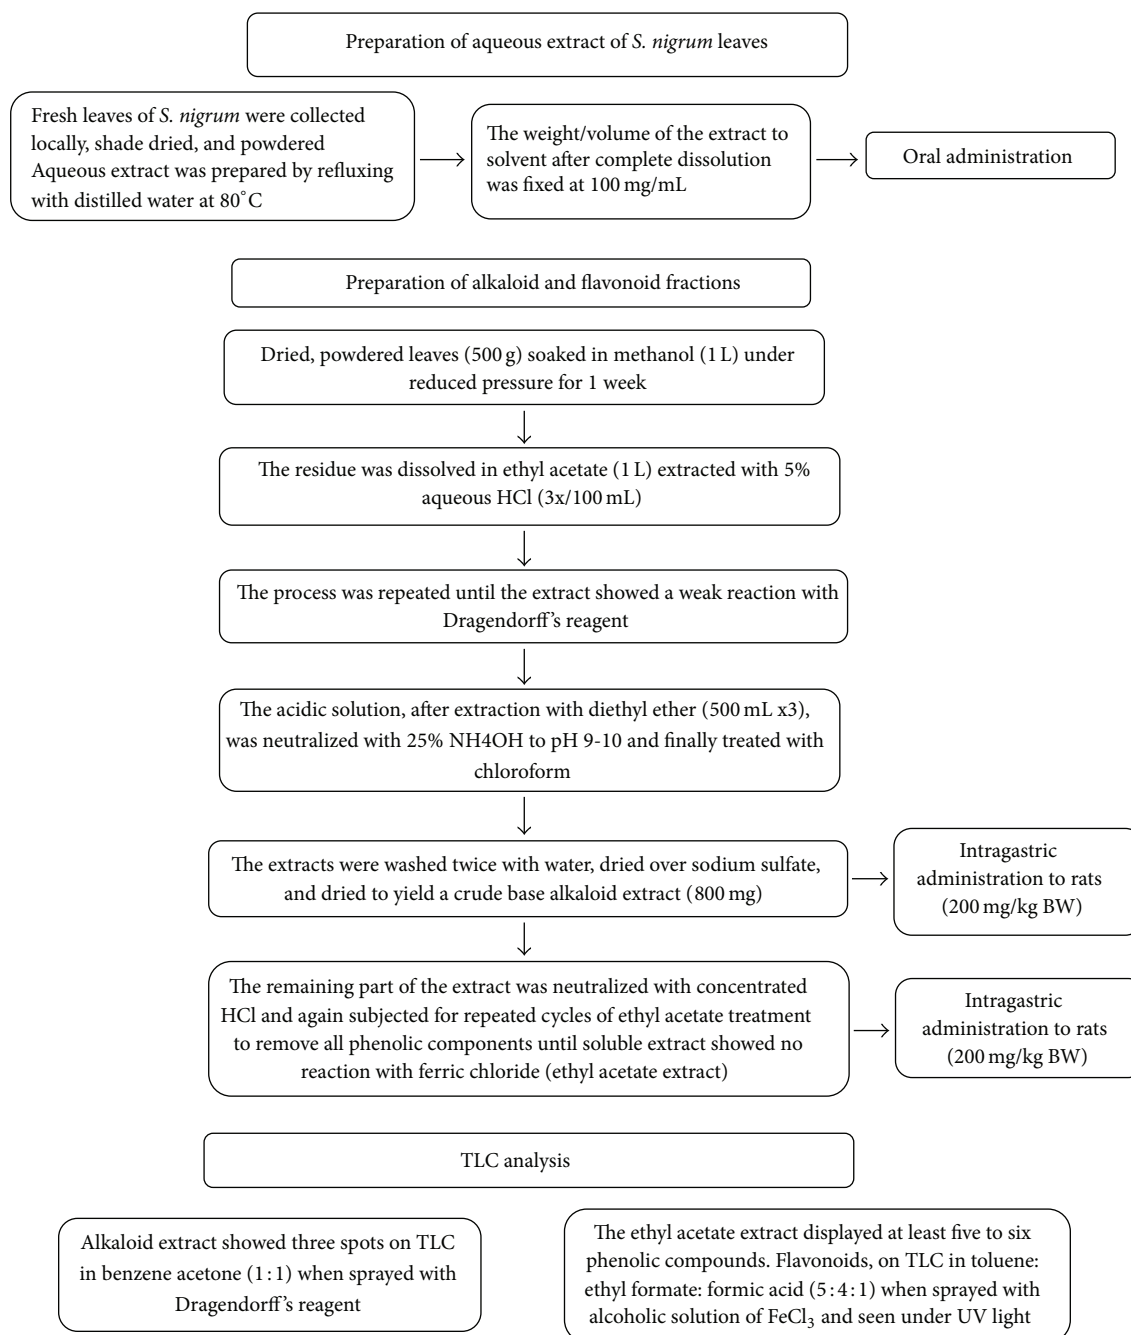 Preparation of aqueous extract of S. nigrum leaves
Fresh leaves of S. nigrum were collected
locally, shade dried, and powdered
Aqueous extract was prepared by refluxing
with distilled water at 80°C
The weight/volume of the extract to
solvent after complete dissolution
was fixed at 100 mg/mL
Oral administration
Preparation of alkaloid and flavonoid fractions
Dried, powdered leaves (500 g) soaked in methanol (1 L) under
reduced pressure for 1 week
The residue was dissolved in ethyl acetate (1 L) extracted with 5%
aqueous HCl (3x/100 mL)
The process was repeated until the extract showed a weak reaction with
Dragendorff's reagent
The acidic solution, after extraction with diethyl ether (500 mL x3),
was neutralized with 25% NH4OH to pH 9-10 and finally treated with
chloroform
The extracts were washed twice with water, dried over sodium sulfate,
and dried to yield a crude base alkaloid extract (800 mg)
Intragastric
administration to rats
(200 mg/kg BW)
The remaining part of the extract was neutralized with concentrated
HCl and again subjected for repeated cycles of ethyl acetate treatment
to remove all phenolic components until soluble extract showed no
reaction with ferric chloride (ethyl acetate extract)
Intragastric
administration to rats
(200 mg/kg BW)
TLC analysis
Alkaloid extract showed three spots on TLC
in benzene acetone (1 : 1) when sprayed with
Dragendorff's reagent
The ethyl acetate extract displayed at least five to six
phenolic compounds. Flavonoids, on TLC in toluene:
ethyl formate: formic acid (5 : 4 : 1) when sprayed with
alcoholic solution of FeCl₃ and seen under UV light